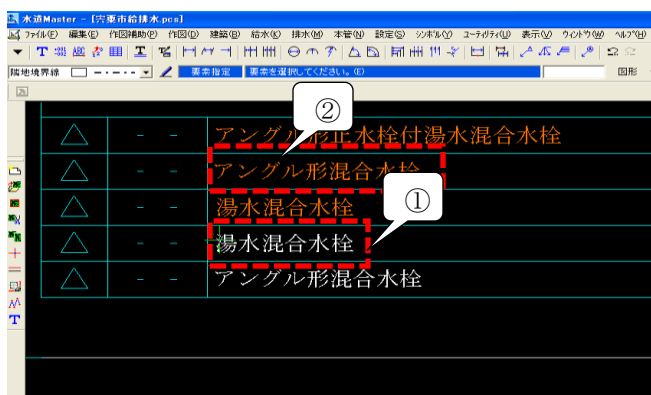 水道Master - [宍粟市給排水.pcs]
ファイル(F) 編集(E) 作図補助(P) 作図(D) 建築(B) 給水(K) 排水(M) 本管(N) 設定(S) シンボル(Y) ユーティリティ(U) 表示(V) ウィンドウ(W) ヘルプ(H)
隣地境界線 要素指定 要素を選択してください。(E) 図形
②
△ - - アングル形止水栓付湯水混合水栓
△ - - アングル形混合水栓
①
△ - - 湯水混合水栓
△ - - 湯水混合水栓
△ - - アングル形混合水栓